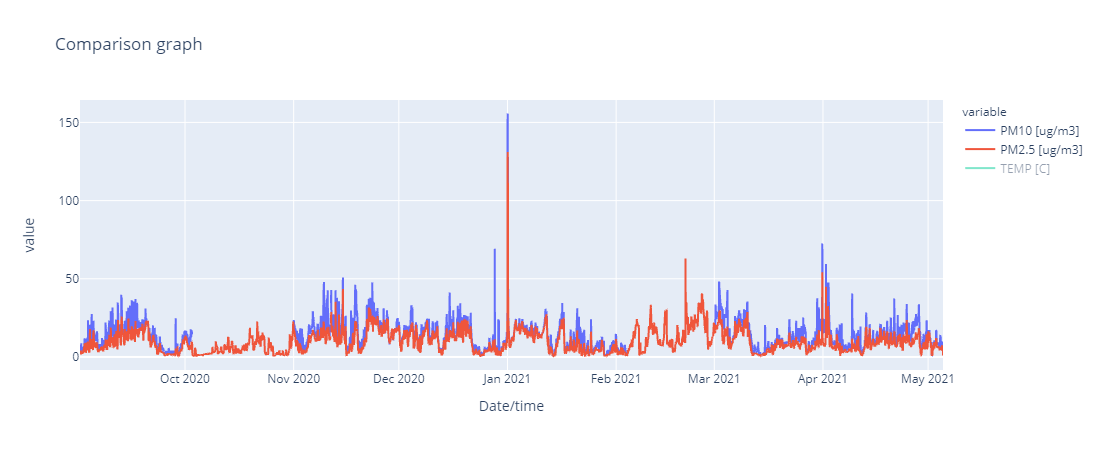 Comparison graph
variable
PM10 [ug/m3]
PM2.5 [ug/m3]
TEMP [C]
150
100
50
0
value
Oct 2020
Nov 2020
Dec 2020
Jan 2021
Feb 2021
Mar 2021
Apr 2021
May 2021
Date/time